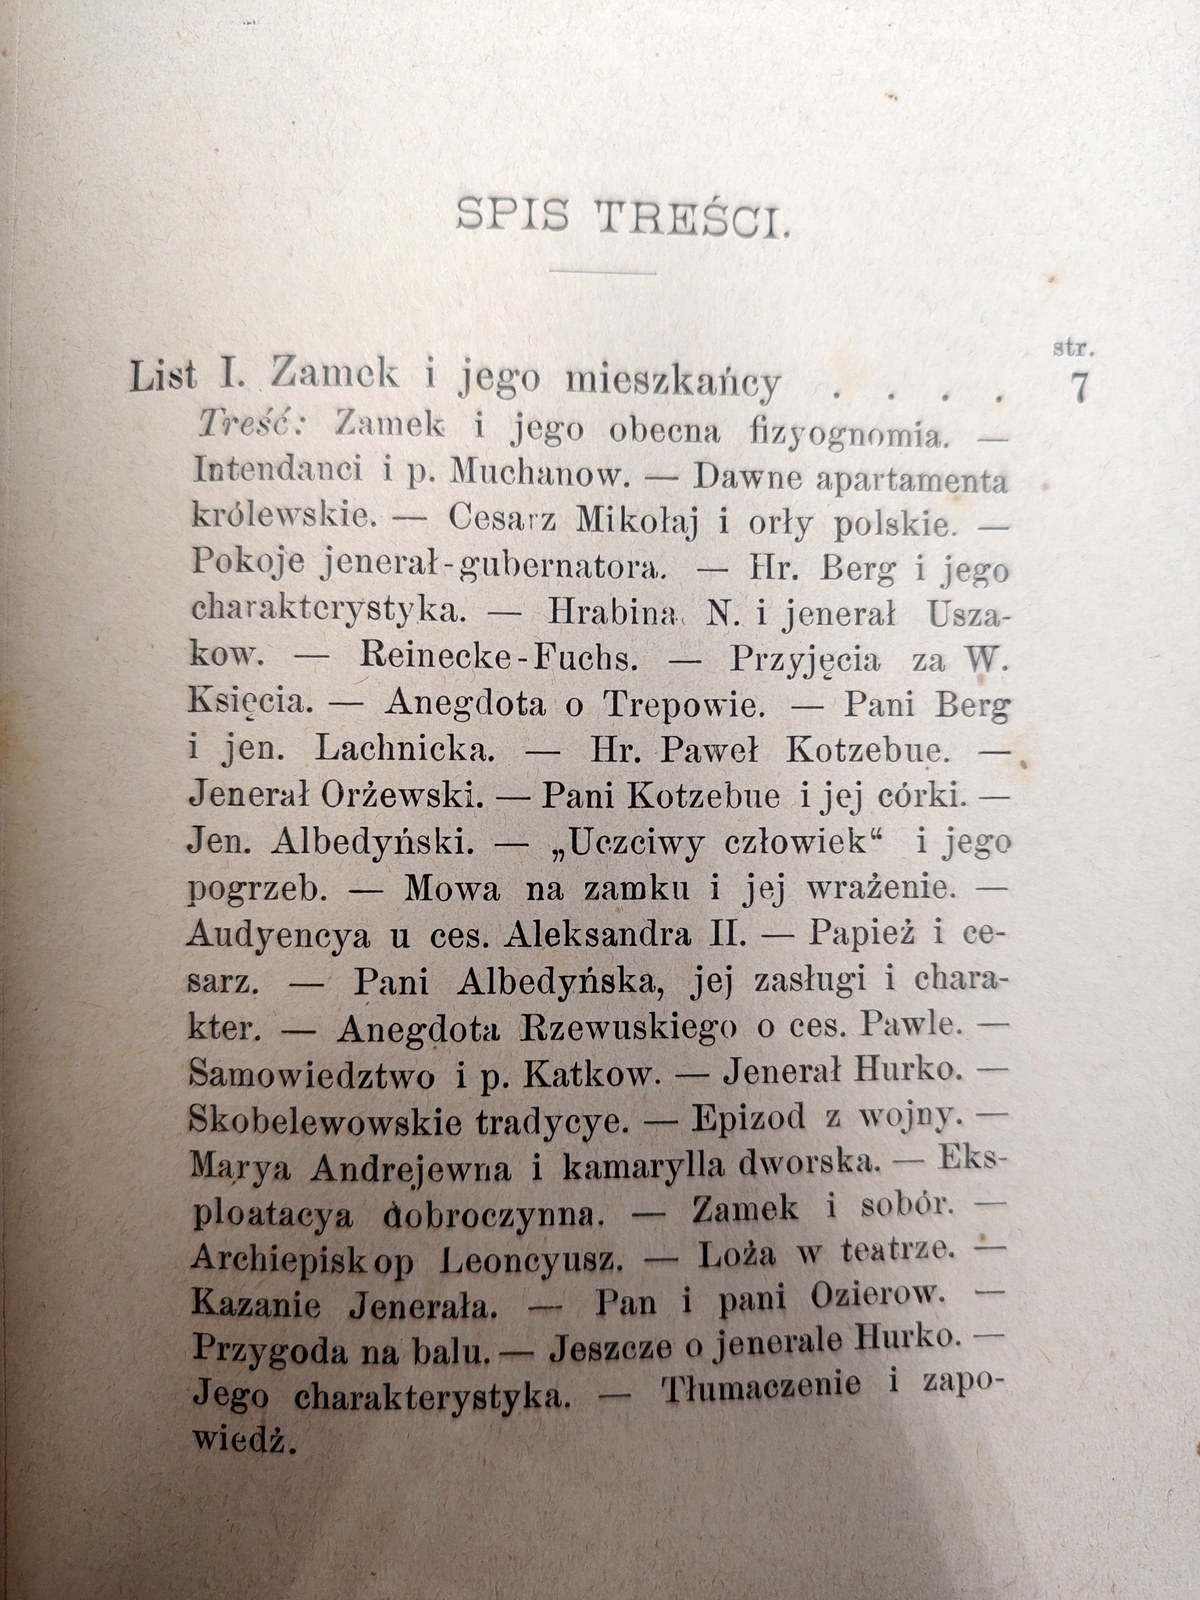 SPIS TREŚCI.
str.
List I. Zamek i jego mieszkańcy . . . . 7
Treść: Zamek i jego obecna fizyognomia. —
Intendanci i p. Muchanow. — Dawne apartamenta
królewskie. — Cesarz Mikołaj i orły polskie. —
Pokoje jenerał-gubernatora. — Hr. Berg i jego
charakterystyka. — Hrabina N. i jenerał Usza-
kow. — Reinecke-Fuchs. — Przyjęcia za W.
Księcia. — Anegdota o Trepowie. — Pani Berg
i jen. Lachnicka. — Hr. Paweł Kotzebue. —
Jenerał Orżewski. — Pani Kotzebue i jej córki. —
Jen. Albedyński. — „Uczciwy człowiek“ i jego
pogrzeb. — Mowa na zamku i jej wrażenie. —
Audyencya u ces. Aleksandra II. — Papież i ce-
sarz. — Pani Albedyńska, jej zasługi i chara-
kter. — Anegdota Rzewuskiego o ces. Pawle. —
Samowiedztwo i p. Katkow. — Jenerał Hurko. —
Skobelewowskie tradycye. — Epizod z wojny. —
Marya Andrejewna i kamarylla dworska. — Eks-
ploatacya dobroczynna. — Zamek i sobór. —
Archiepiskop Leoncyusz. — Loża w teatrze. —
Kazanie Jenerała. — Pan i pani Ozierow. —
Przygoda na balu. — Jeszcze o jenerale Hurko. —
Jego charakterystyka. — Tłumaczenie i zapo-
wiedź.